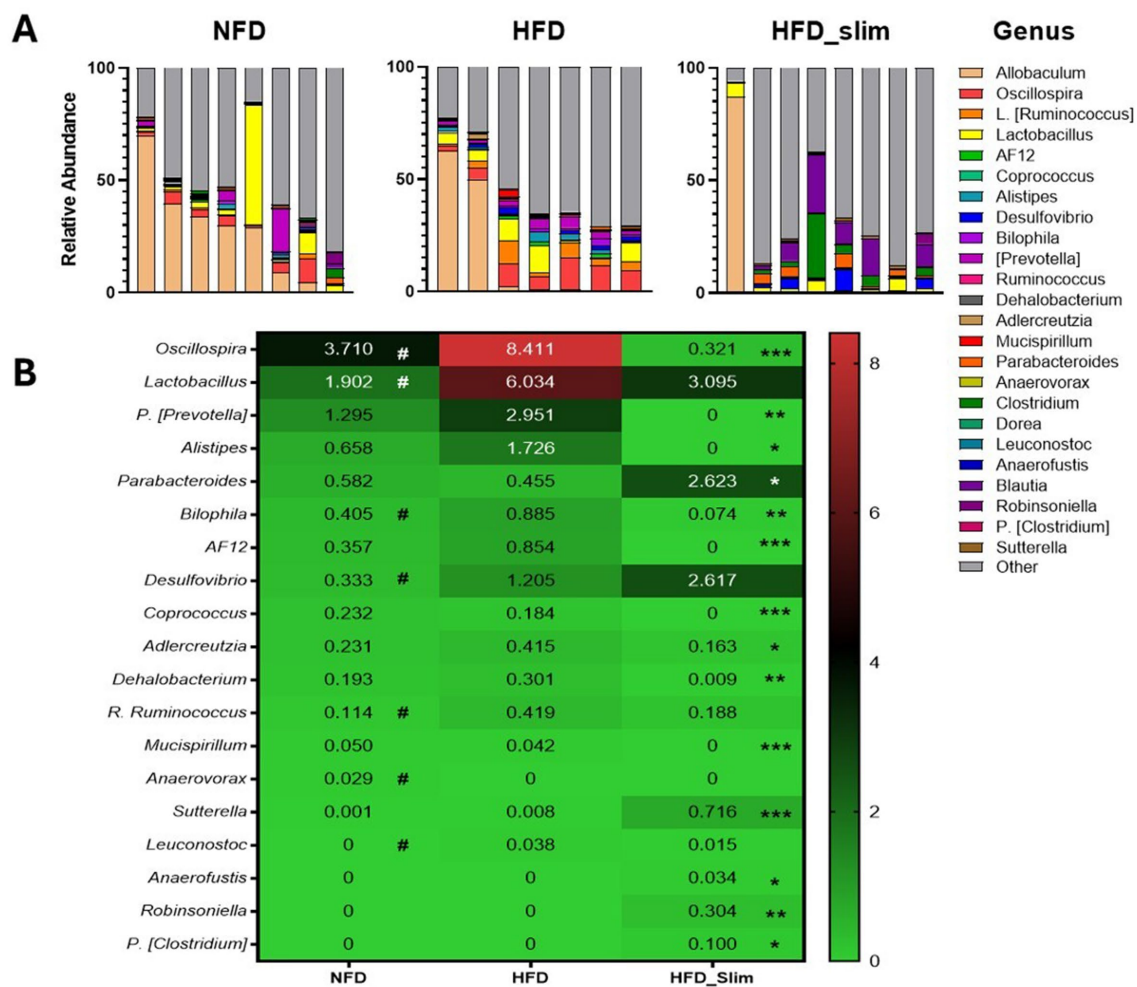 A
NFD
HFD
HFD_slim
Genus
Relative Abundance
100
50
0
100
50
0
100
50
0
Allobaculum
Oscillospira
L. [Ruminococcus]
Lactobacillus
AF12
Coprococcus
Alistipes
Desulfovibrio
Bilophila
[Prevotella]
Ruminococcus
Dehalobacterium
Adlercreutzia
Mucispirillum
Parabacteroides
Anaerovorax
Clostridium
Dorea
Leuconostoc
Anaerofustis
Blautia
Robinsoniella
P. [Clostridium]
Sutterella
Other
B
Oscillospira 3.710 # 8.411 0.321 ***
Lactobacillus 1.902 # 6.034 3.095
P. [Prevotella] 1.295 2.951 0 **
Alistipes 0.658 1.726 0 *
Parabacteroides 0.582 0.455 2.623 *
Bilophila 0.405 # 0.885 0.074 **
AF12 0.357 0.854 0 ***
Desulfovibrio 0.333 # 1.205 2.617
Coprococcus 0.232 0.184 0 ***
Adlercreutzia 0.231 0.415 0.163 *
Dehalobacterium 0.193 0.301 0.009 **
R. Ruminococcus 0.114 # 0.419 0.188
Mucispirillum 0.050 0.042 0 ***
Anaerovorax 0.029 # 0 0
Sutterella 0.001 0.008 0.716 ***
Leuconostoc 0 # 0.038 0.015
Anaerofustis 0 0 0.034 *
Robinsoniella 0 0 0.304 **
P. [Clostridium] 0 0 0.100 *
NFD HFD HFD_Slim
8
6
4
2
0